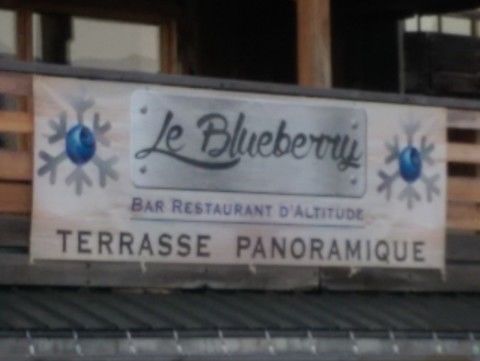 Le Blueberry
BAR RESTAURANT D'ALTITUDE
TERRASSE PANORAMIQUE